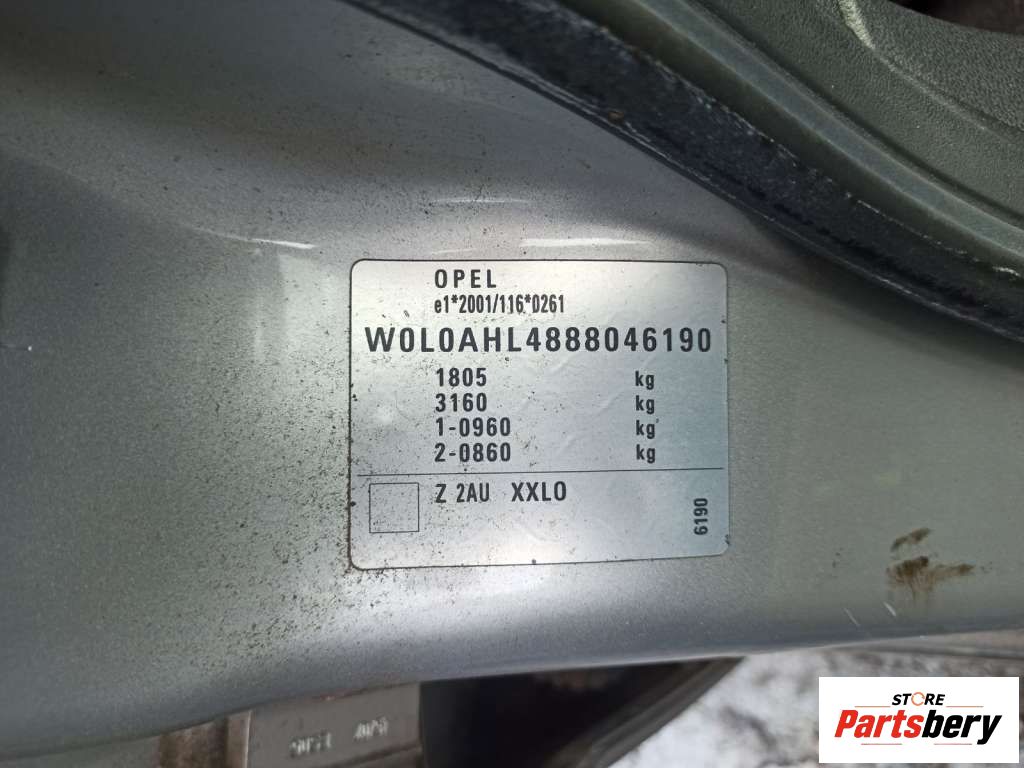 OPEL
e1*2001/116*0261
W0L0AHL4888046190
1805 kg
3160 kg
1-0960 kg
2-0860 kg
Z 2AU XXL0
6190
STORE
Partsbery